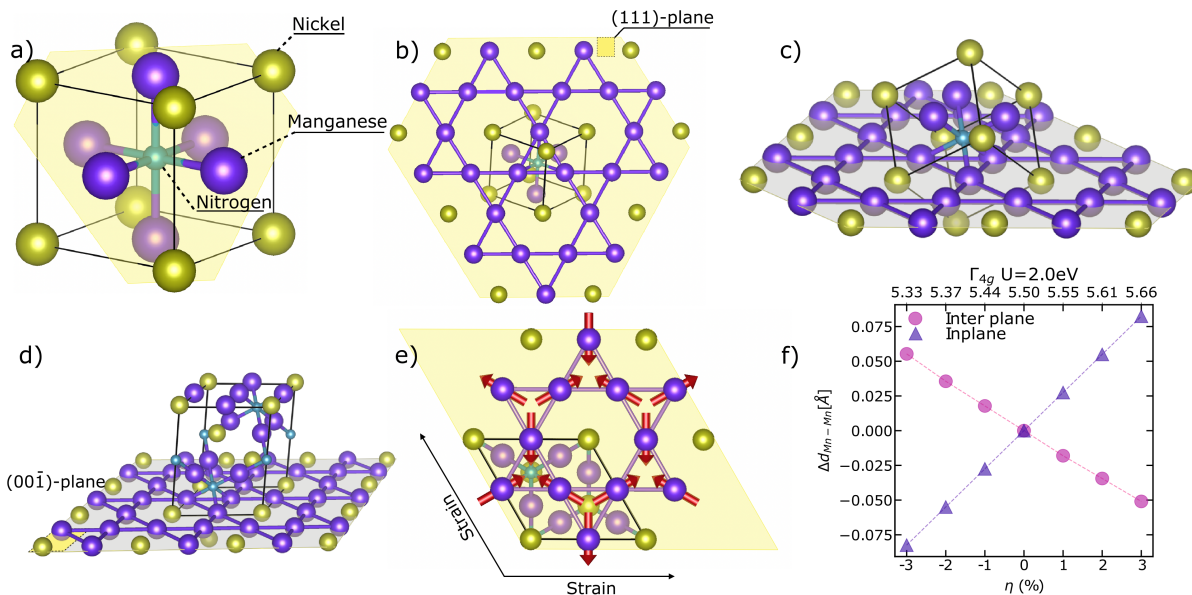 a)
Nickel
Manganese
Nitrogen
b)
(111)-plane
c)
d)
(001̄)-plane
e)
Strain
Strain
f)
Γ4g U=2.0eV
5.33 5.37 5.44 5.50 5.55 5.61 5.66
Inter plane
Inplane
0.075
0.050
0.025
0.000
−0.025
−0.050
−0.075
Δd Mn−Mn[Å]
-3 -2 -1 0 1 2 3
η (%)